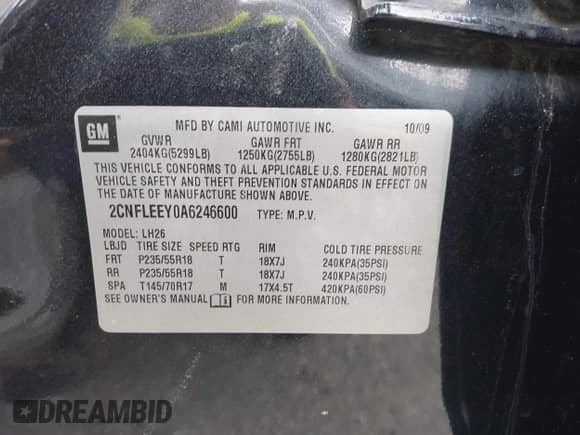 GM
MFD BY CAMI AUTOMOTIVE INC. 10/09
GVWR GAWR FRT GAWR RR
2404KG(5299LB) 1250KG(2755LB) 1280KG(2821LB)
THIS VEHICLE CONFORMS TO ALL APPLICABLE U.S. FEDERAL MOTOR
VEHICLE SAFETY AND THEFT PREVENTION STANDARDS IN EFFECT ON
THE DATE OF MANUFACTURE SHOWN ABOVE.
2CNFLEEY0A6246600 TYPE: M.P.V.
MODEL: LH26
LBJD TIRE SIZE SPEED RTG RIM COLD TIRE PRESSURE
FRT P235/55R18 T 18X7J 240KPA(35PSI)
RR P235/55R18 T 18X7J 240KPA(35PSI)
SPA T145/70R17 M 17X4.5T 420KPA(60PSI)
SEE OWNER'S MANUAL FOR MORE INFORMATION.
DREAMBID